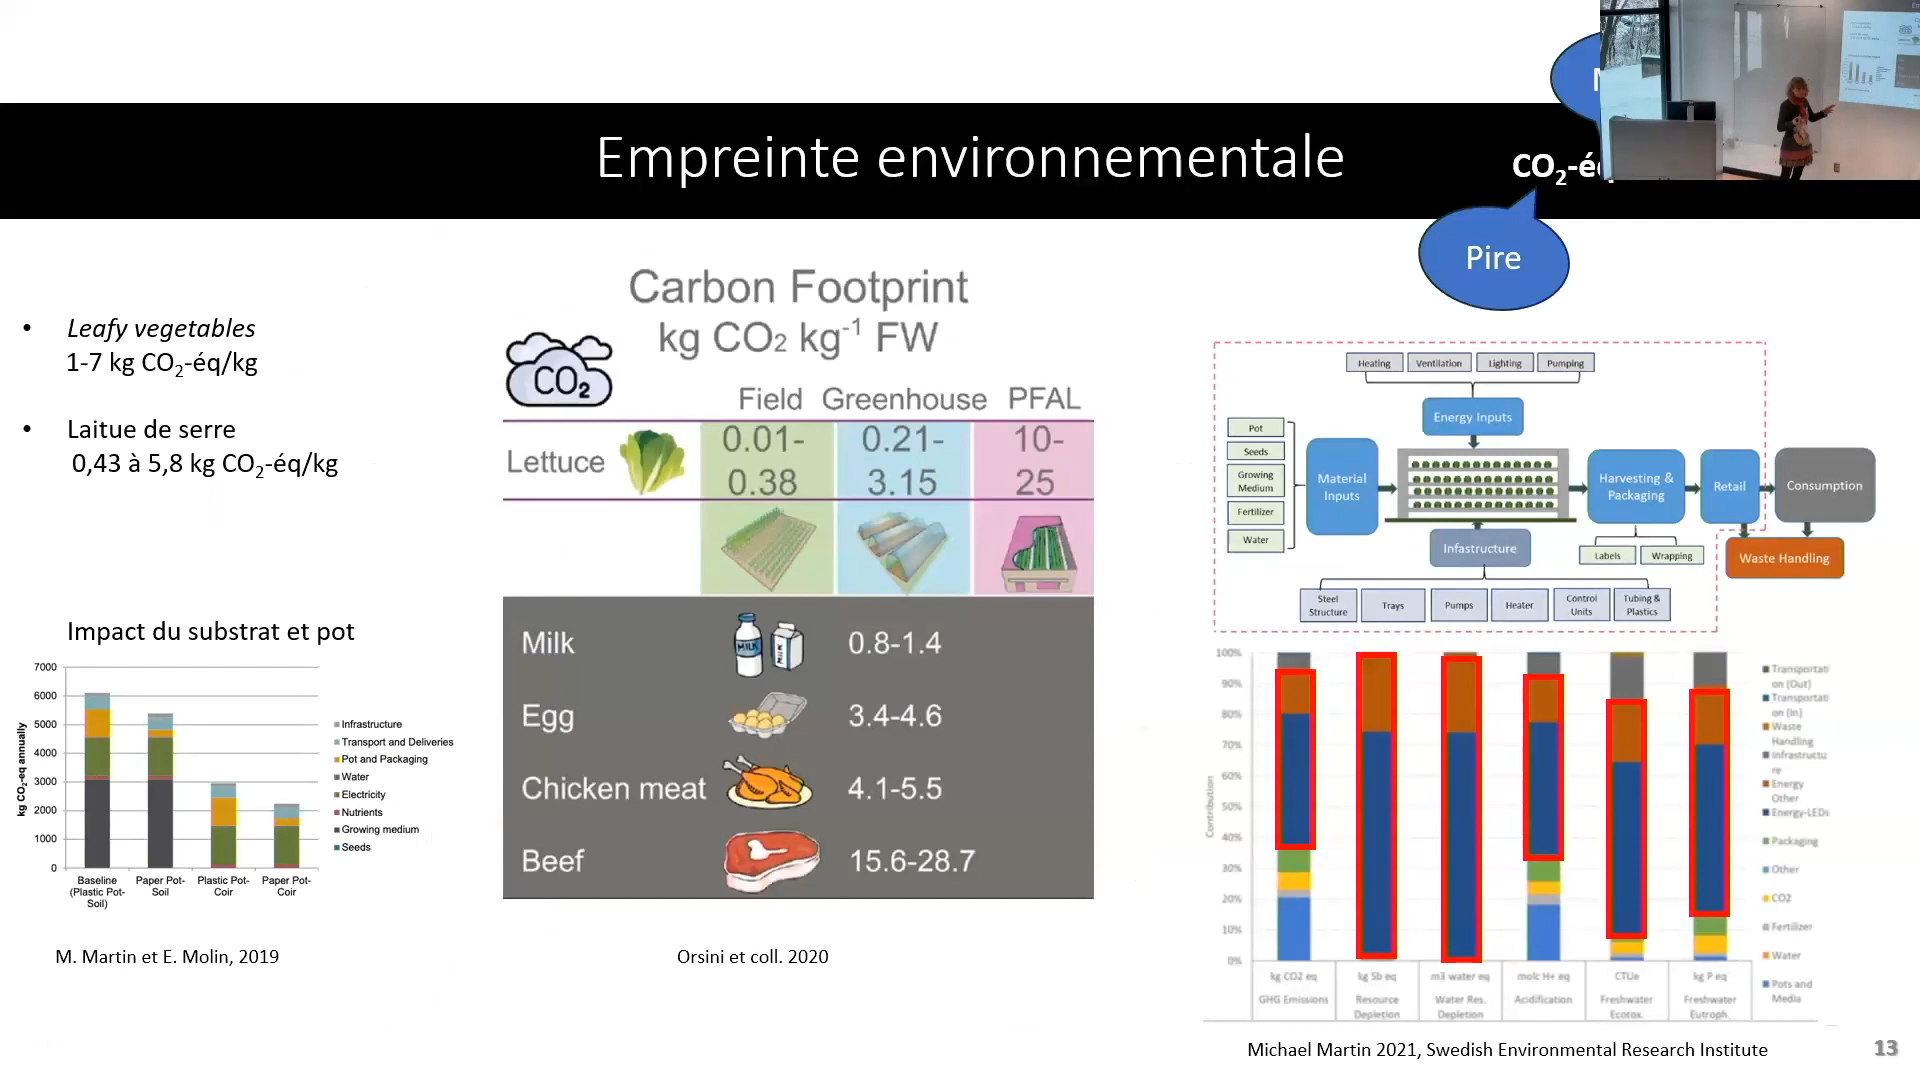 Empreinte environnementale
CO2-éq
Pire
• Leafy vegetables
1-7 kg CO2-éq/kg
• Laitue de serre
0,43 à 5,8 kg CO2-éq/kg
Impact du substrat et pot
kg CO2-eq annually
7000
6000
5000
4000
3000
2000
1000
0
Baseline (Plastic Pot-Soil)
Paper Pot-Soil
Plastic Pot-Coir
Paper Pot-Coir
Infrastructure
Transport and Deliveries
Pot and Packaging
Water
Electricity
Nutrients
Growing medium
Seeds
M. Martin et E. Molin, 2019
Carbon Footprint
kg CO2 kg-1 FW
CO2
Field Greenhouse PFAL
Lettuce 0.01-0.38 0.21-3.15 10-25
Milk MILK MILK 0.8-1.4
Egg 3.4-4.6
Chicken meat 4.1-5.5
Beef 15.6-28.7
Orsini et coll. 2020
Heating Ventilation Lighting Pumping
Energy Inputs
Pot
Seeds
Growing Medium
Fertilizer
Water
Material Inputs
Harvesting & Packaging
Retail
Consumption
Infastructure
Labels Wrapping
Waste Handling
Steel Structure Trays Pumps Heater Control Units Tubing & Plastics
Contribution
100%
90%
80%
70%
60%
50%
40%
30%
20%
10%
0%
kg CO2 eq kg Sb eq m3 water eq molc H+ eq CTUe kg P eq
GHG Emissions
Resource Depletion
Water Res. Depletion
Acidification
Freshwater Ecotox.
Freshwater Eutroph.
Transportati
on (Out)
Transportati
on (In)
Waste
Handling
Infrastructu
re
Energy
Other
Energy-LEDs
Packaging
Other
CO2
Fertilizer
Water
Pots and
Media
Michael Martin 2021, Swedish Environmental Research Institute
13